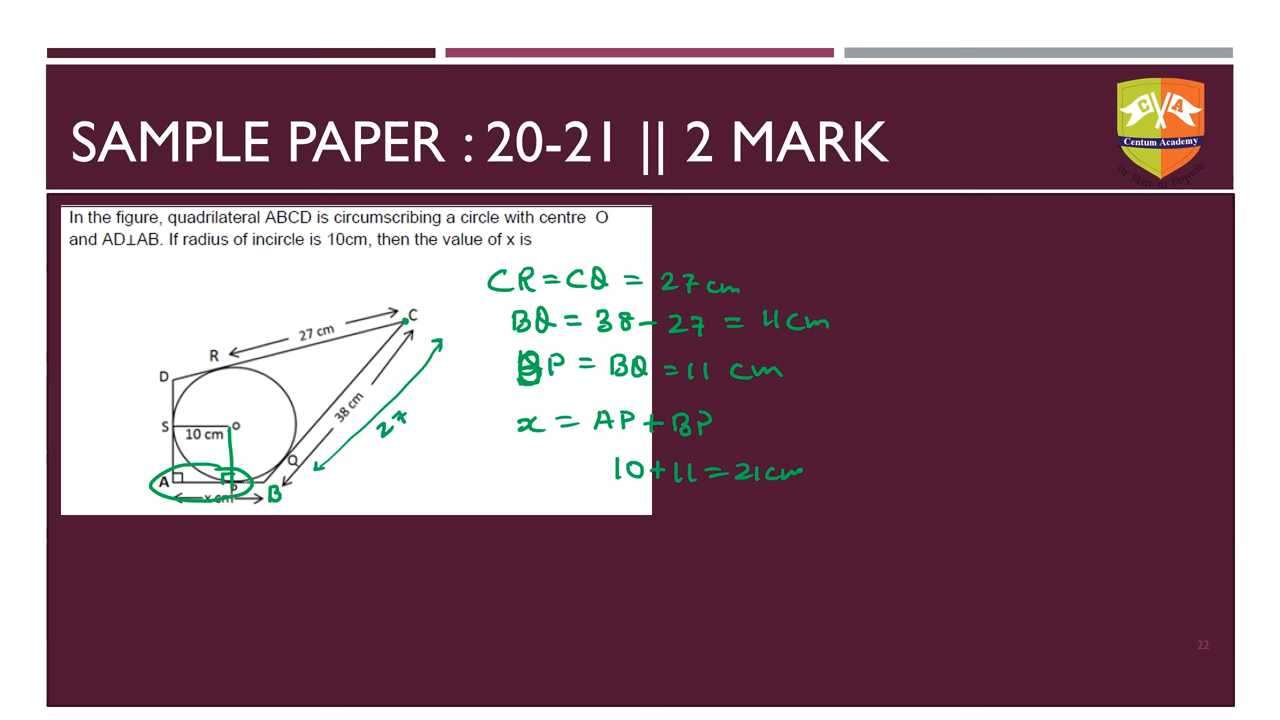 SAMPLE PAPER : 20-21 || 2 MARK
C A
Centum Academy
In the figure, quadrilateral ABCD is circumscribing a circle with centre O
and AD⊥AB. If radius of incircle is 10cm, then the value of x is
CR = CQ = 27 cm
BQ = 38 - 27 = 11 cm
BP = BQ = 11 cm
x = AP + BP
10 + 11 = 21 cm
C
27 cm
R
D
38 cm
27
S
O
10 cm
Q
A
P
B
x cm
22